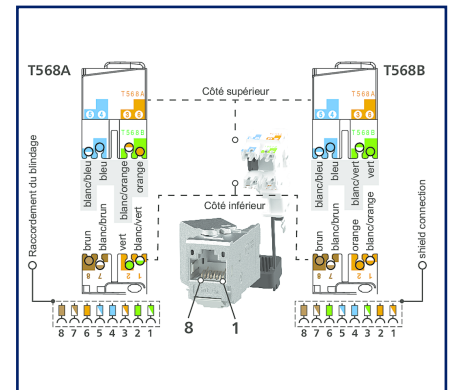 T568A
T568B
Côté supérieur
T568A
5 4 3 6
T568B
T568A
5 4 3 6
T568B
blanc/bleu
bleu
blanc/orange
orange
blanc/bleu
bleu
blanc/vert
vert
Raccordement du blindage
Côté inférieur
shield connection
brun
blanc/brun
vert
blanc/vert
brun
blanc/brun
orange
blanc/orange
8 7 2 1
8 7 2 1
8 1
8 7 6 5 4 3 2 1
8 7 6 5 4 3 2 1